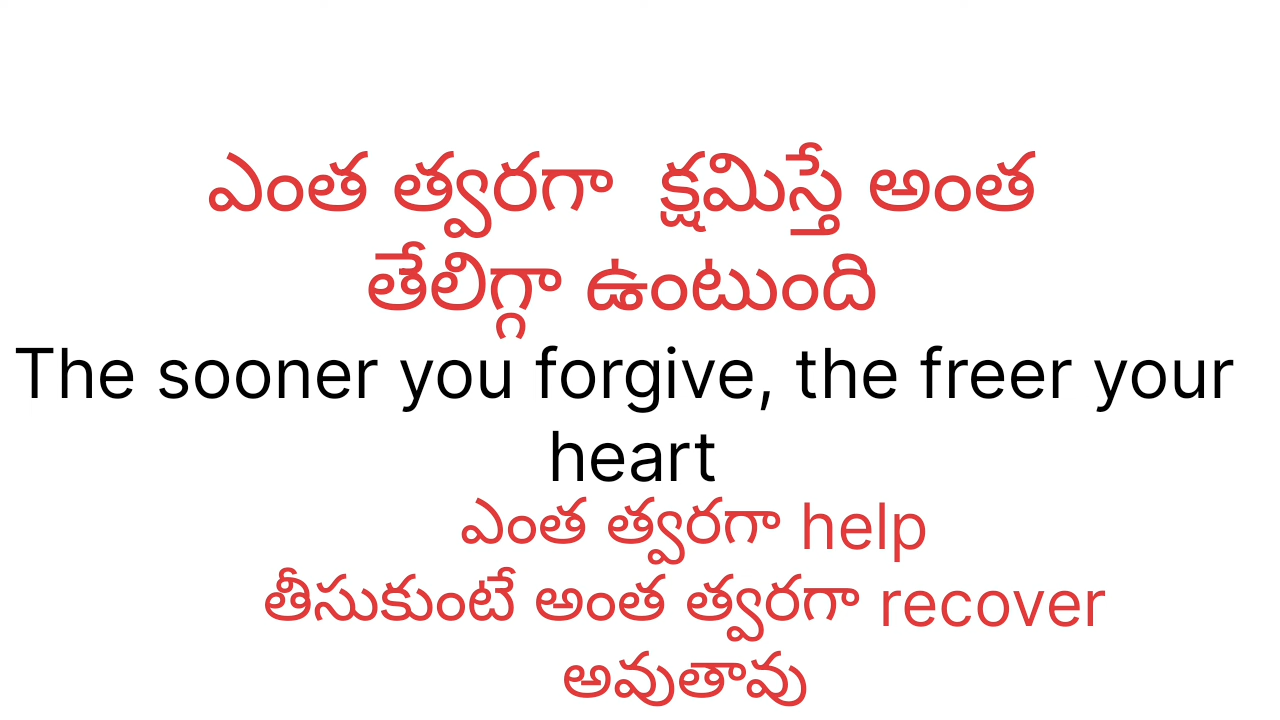 ఎంత త్వరగా క్షమిస్తే అంత
తేలిగ్గా ఉంటుంది
The sooner you forgive, the freer your
heart
ఎంత త్వరగా help
తీసుకుంటే అంత త్వరగా recover
అవుతావు